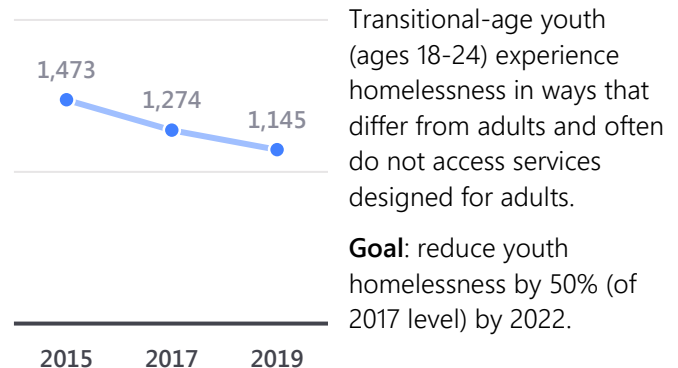 1,473
1,274
1,145
2015 2017 2019
Transitional-age youth
(ages 18-24) experience
homelessness in ways that
differ from adults and often
do not access services
designed for adults.
Goal: reduce youth
homelessness by 50% (of
2017 level) by 2022.